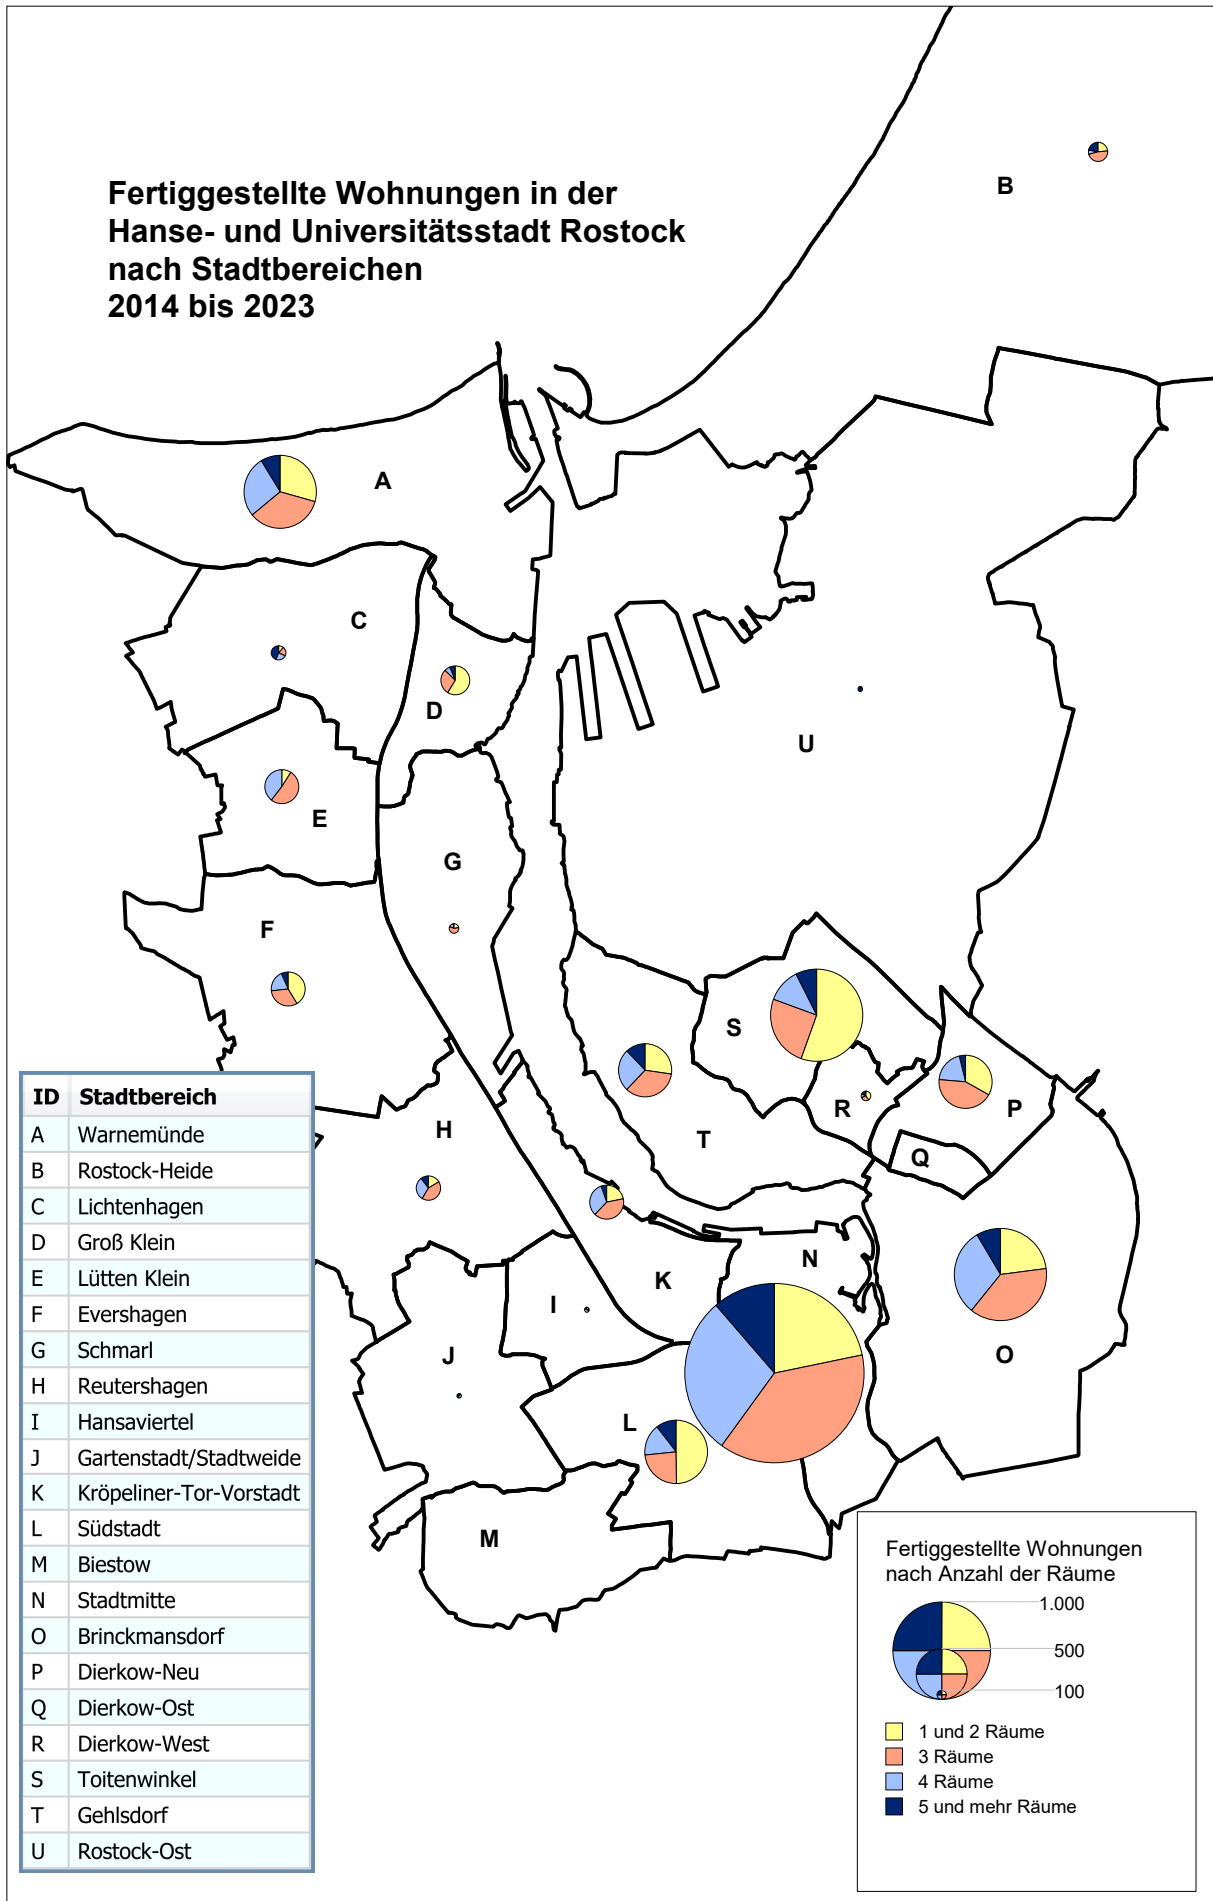 Fertiggestellte Wohnungen in der
Hanse- und Universitätsstadt Rostock
nach Stadtbereichen
2014 bis 2023
B
A
C
D
U
E
G
F
S
R
P
H
T
Q
N
K
I
J
O
L
M
ID Stadtbereich
A Warnemünde
B Rostock-Heide
C Lichtenhagen
D Groß Klein
E Lütten Klein
F Evershagen
G Schmarl
H Reutershagen
I Hansaviertel
J Gartenstadt/Stadtweide
K Kröpeliner-Tor-Vorstadt
L Südstadt
M Biestow
N Stadtmitte
O Brinckmansdorf
P Dierkow-Neu
Q Dierkow-Ost
R Dierkow-West
S Toitenwinkel
T Gehlsdorf
U Rostock-Ost
Fertiggestellte Wohnungen
nach Anzahl der Räume
1.000
500
100
1 und 2 Räume
3 Räume
4 Räume
5 und mehr Räume